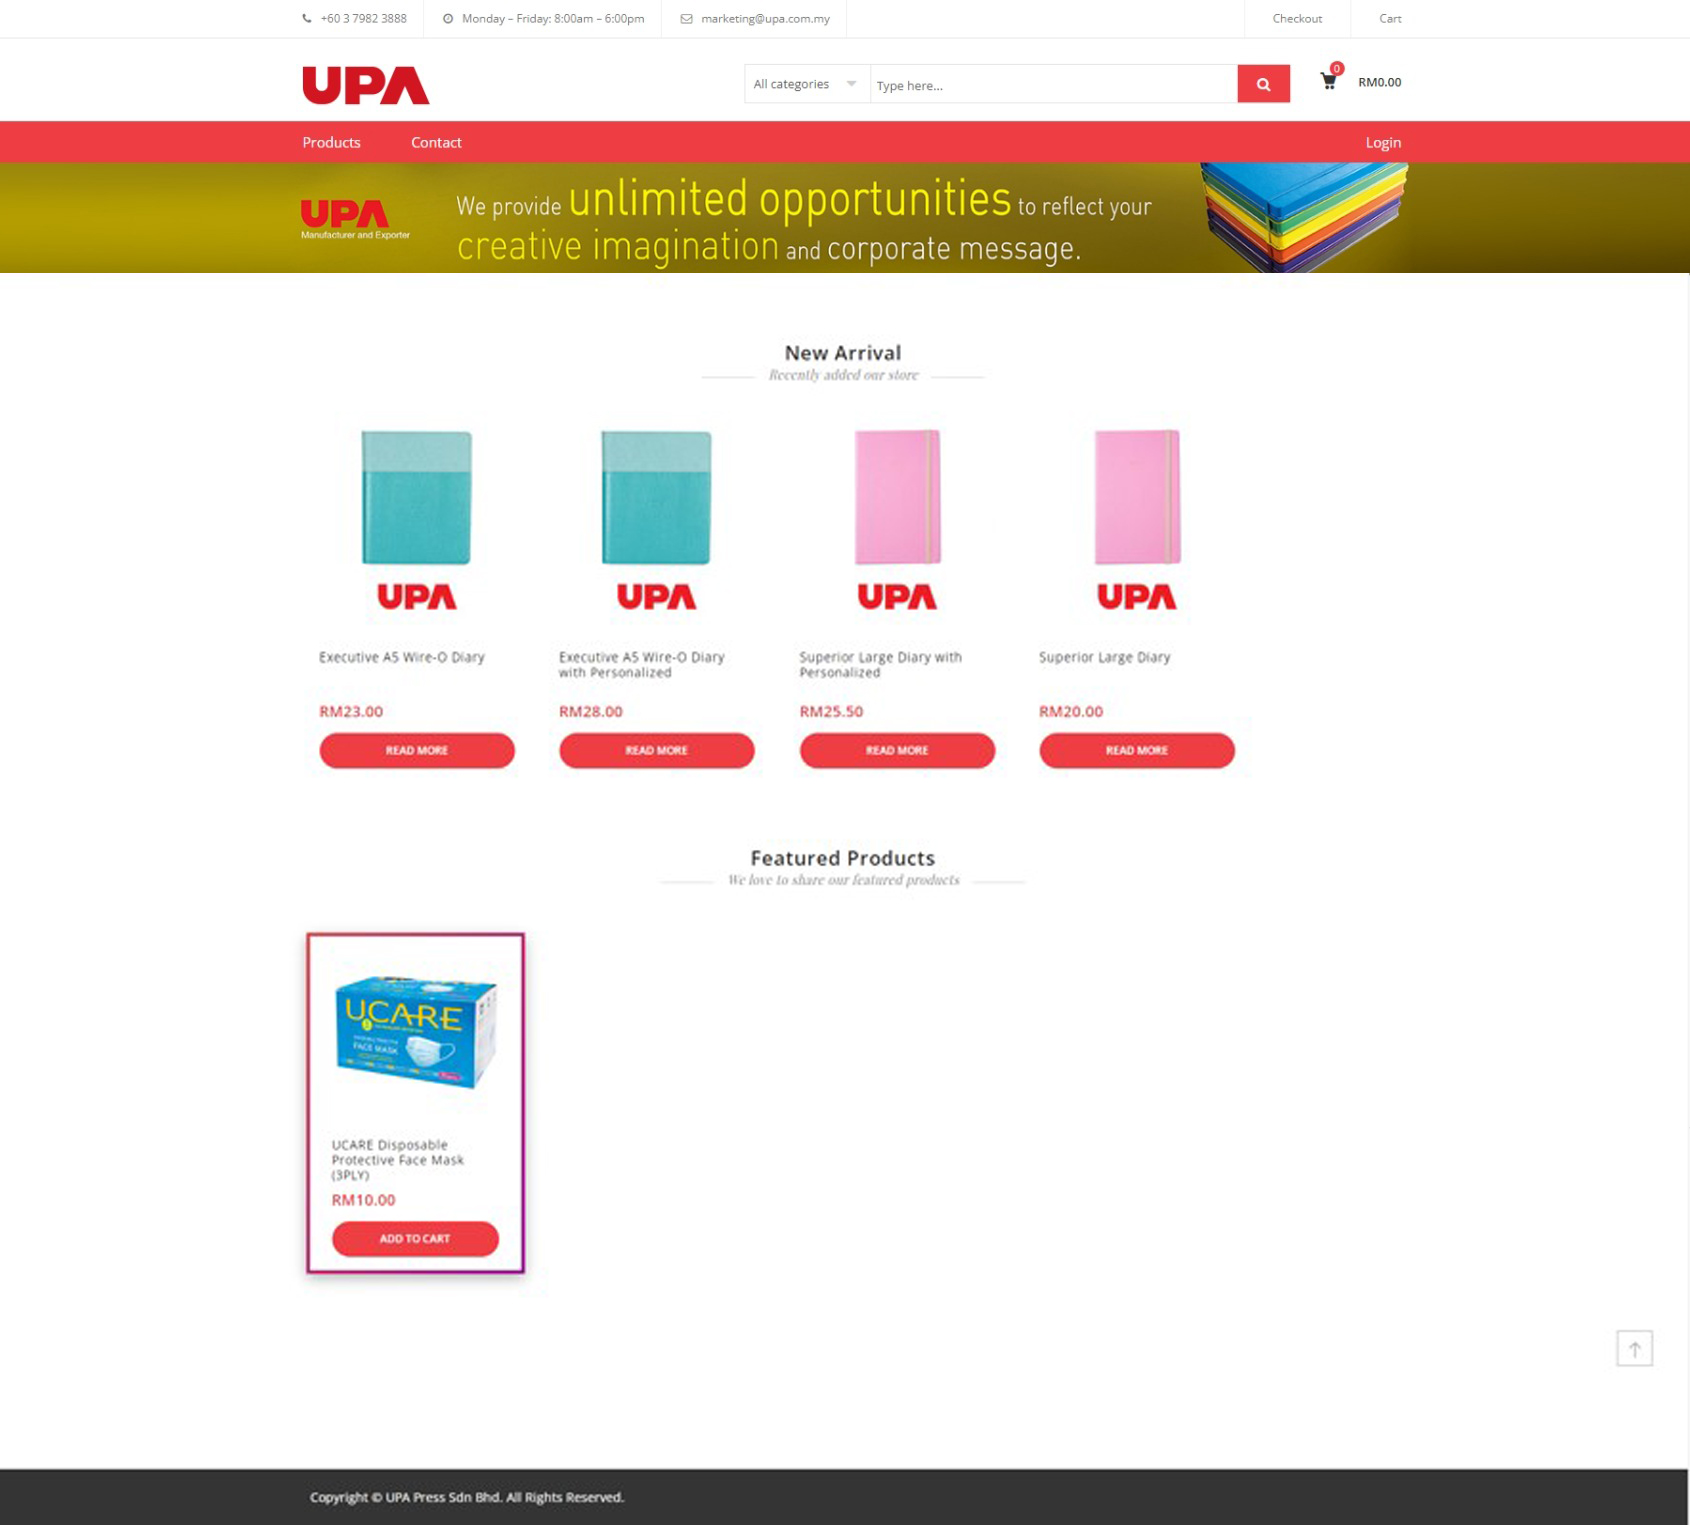 +60 3 7982 3888 Monday – Friday: 8:00am – 6:00pm marketing@upa.com.my Checkout Cart
UPA All categories Type here... 0 RM0.00
Products Contact Login
UPA
Manufacturer and Exporter
We provide unlimited opportunities to reflect your
creative imagination and corporate message.
New Arrival
Recently added our store
UPA UPA UPA UPA
Executive A5 Wire-O Diary
Executive A5 Wire-O Diary
with Personalized
Superior Large Diary with
Personalized
Superior Large Diary
RM23.00 RM28.00 RM25.50 RM20.00
READ MORE READ MORE READ MORE READ MORE
Featured Products
We love to share our featured products
UCARE
FACE MASK
UCARE Disposable
Protective Face Mask
(3PLY)
RM10.00
ADD TO CART
Copyright © UPA Press Sdn Bhd. All Rights Reserved.